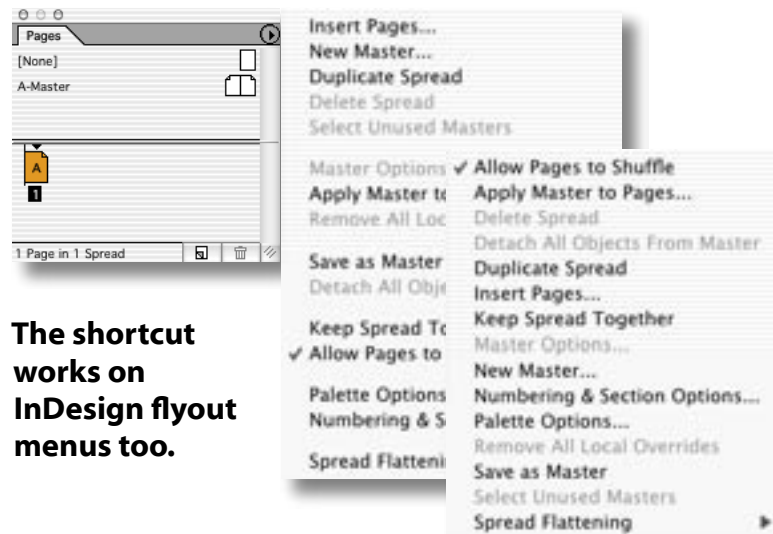 Pages
[None]
A-Master
A
1
1 Page in 1 Spread
The shortcut
works on
InDesign flyout
menus too.
Insert Pages...
New Master...
Duplicate Spread
Delete Spread
Select Unused Masters
Master Options
Apply Master to
Remove All Loc
Save as Master
Detach All Obje
Keep Spread To
✓ Allow Pages to
Palette Options
Numbering & S
Spread Flatteni
✓ Allow Pages to Shuffle
Apply Master to Pages...
Delete Spread
Detach All Objects From Master
Duplicate Spread
Insert Pages...
Keep Spread Together
Master Options...
New Master...
Numbering & Section Options...
Palette Options...
Remove All Local Overrides
Save as Master
Select Unused Masters
Spread Flattening